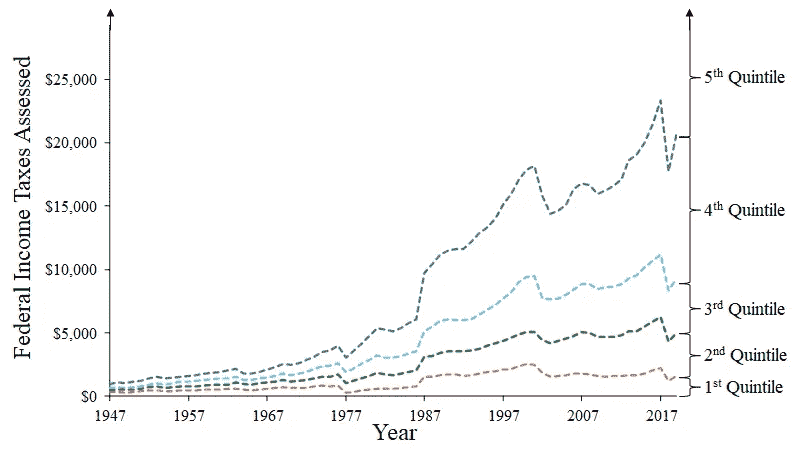 Federal Income Taxes Assessed
$25,000
$20,000
$15,000
$10,000
$5,000
$0
1947 1957 1967 1977 1987 1997 2007 2017
Year
5th Quintile
4th Quintile
3rd Quintile
2nd Quintile
1st Quintile